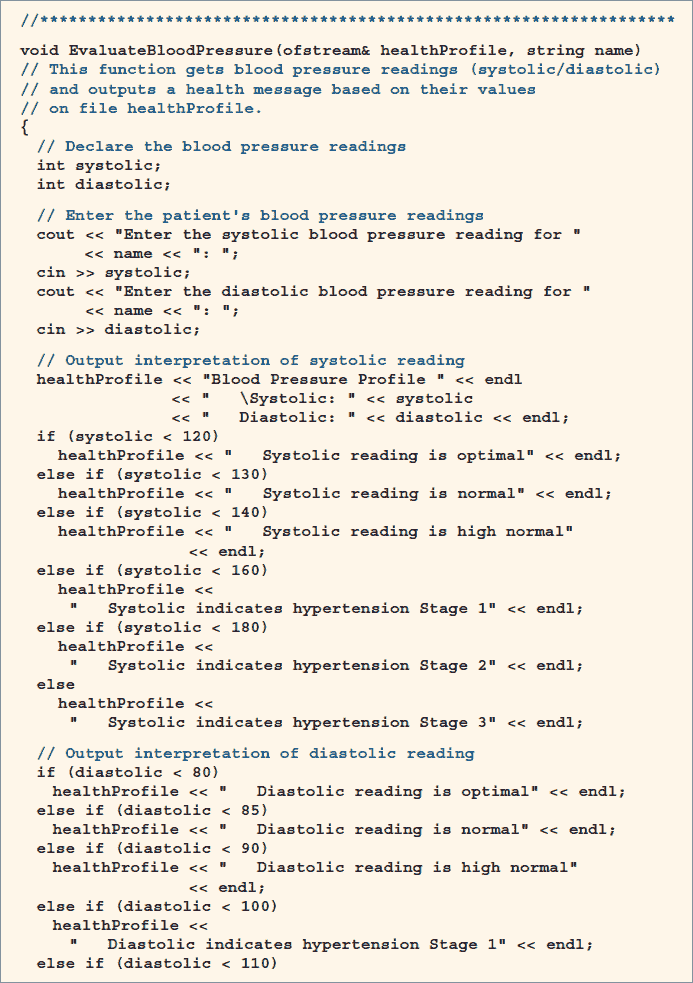 //*******************************************************************
void EvaluateBloodPressure(ofstream& healthProfile, string name)
// This function gets blood pressure readings (systolic/diastolic)
// and outputs a health message based on their values
// on file healthProfile.
{
  // Declare the blood pressure readings
  int systolic;
  int diastolic;
  // Enter the patient's blood pressure readings
  cout << "Enter the systolic blood pressure reading for "
       << name << ": ";
  cin >> systolic;
  cout << "Enter the diastolic blood pressure reading for "
       << name << ": ";
  cin >> diastolic;
  // Output interpretation of systolic reading
  healthProfile << "Blood Pressure Profile " << endl
                << "   \Systolic: " << systolic
                << "   Diastolic: " << diastolic << endl;
  if (systolic < 120)
    healthProfile << "   Systolic reading is optimal" << endl;
  else if (systolic < 130)
    healthProfile << "   Systolic reading is normal" << endl;
  else if (systolic < 140)
    healthProfile << "   Systolic reading is high normal"
                  << endl;
  else if (systolic < 160)
    healthProfile <<
      "   Systolic indicates hypertension Stage 1" << endl;
  else if (systolic < 180)
    healthProfile <<
      "   Systolic indicates hypertension Stage 2" << endl;
  else
    healthProfile <<
      "   Systolic indicates hypertension Stage 3" << endl;
  // Output interpretation of diastolic reading
  if (diastolic < 80)
    healthProfile << "   Diastolic reading is optimal" << endl;
  else if (diastolic < 85)
    healthProfile << "   Diastolic reading is normal" << endl;
  else if (diastolic < 90)
    healthProfile << "   Diastolic reading is high normal"
                  << endl;
  else if (diastolic < 100)
    healthProfile <<
      "   Diastolic indicates hypertension Stage 1" << endl;
  else if (diastolic < 110)